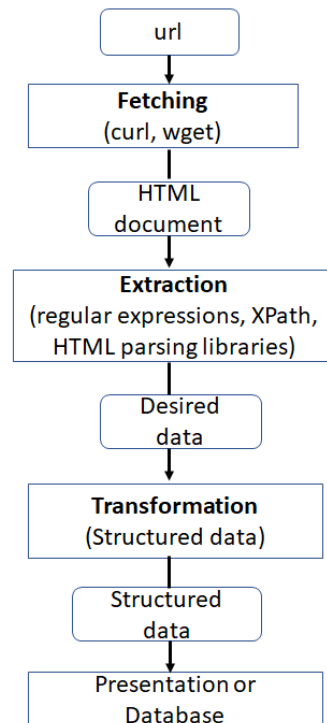 url
Fetching
(curl, wget)
HTML
document
Extraction
(regular expressions, XPath,
HTML parsing libraries)
Desired
data
Transformation
(Structured data)
Structured
data
Presentation or
Database